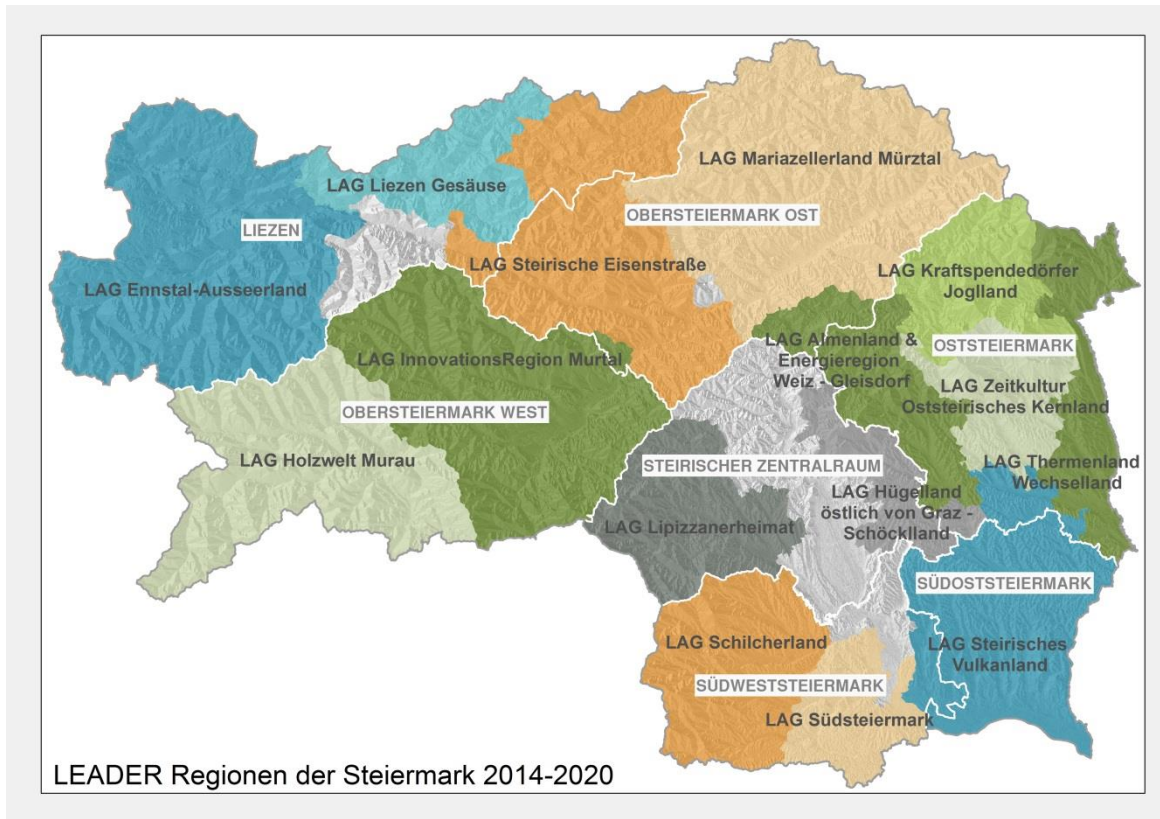 LAG Mariazellerland Mürztal
LAG Liezen Gesäuse
OBERSTEIERMARK OST
LIEZEN
LAG Steirische Eisenstraße
LAG Kraftspendedörfer
Joglland
LAG Ennstal-Ausseerland
LAG Almenland &
Energieregion
Weiz - Gleisdorf
OSTSTEIERMARK
LAG InnovationsRegion Murtal
LAG Zeitkultur
Oststeirisches Kernland
OBERSTEIERMARK WEST
LAG Holzwelt Murau
STEIRISCHER ZENTRALRAUM
LAG Thermenland
Wechselland
LAG Hügelland
östlich von Graz -
Schöcklland
LAG Lipizzanerheimat
SÜDOSTSTEIERMARK
LAG Schilcherland
LAG Steirisches
Vulkanland
SÜDWESTSTEIERMARK
LAG Südsteiermark
LEADER Regionen der Steiermark 2014-2020